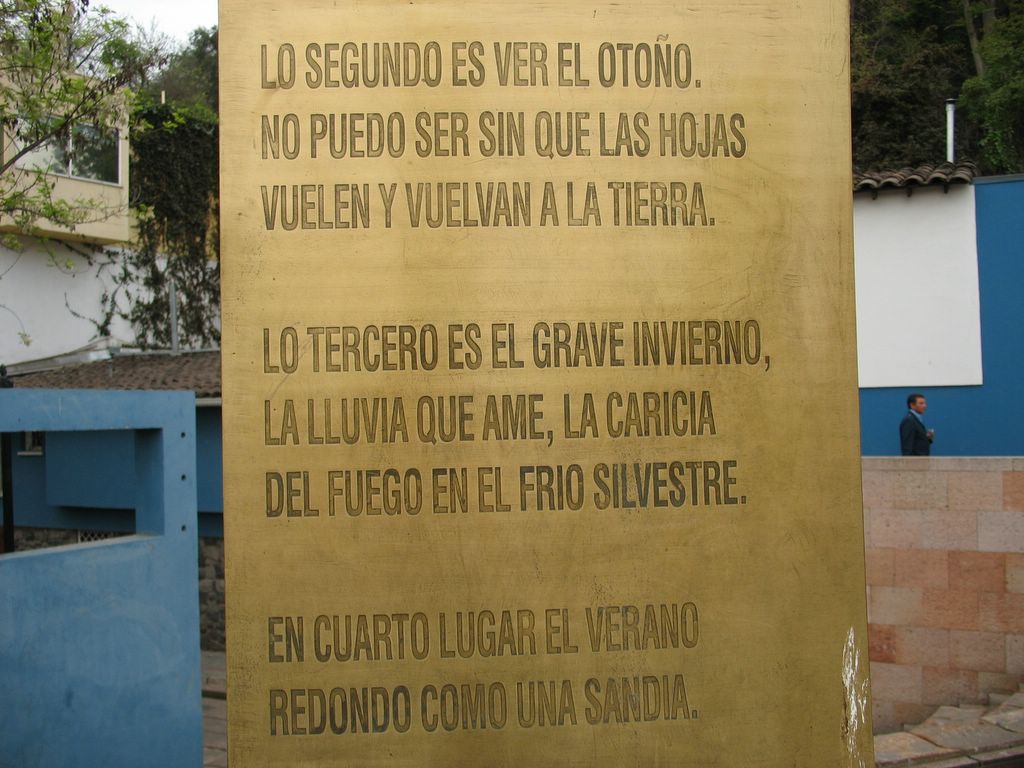 LO SEGUNDO ES VER EL OTOÑO.
NO PUEDO SER SIN QUE LAS HOJAS
VUELEN Y VUELVAN A LA TIERRA.
LO TERCERO ES EL GRAVE INVIERNO,
LA LLUVIA QUE AME, LA CARICIA
DEL FUEGO EN EL FRIO SILVESTRE.
EN CUARTO LUGAR EL VERANO
REDONDO COMO UNA SANDIA.